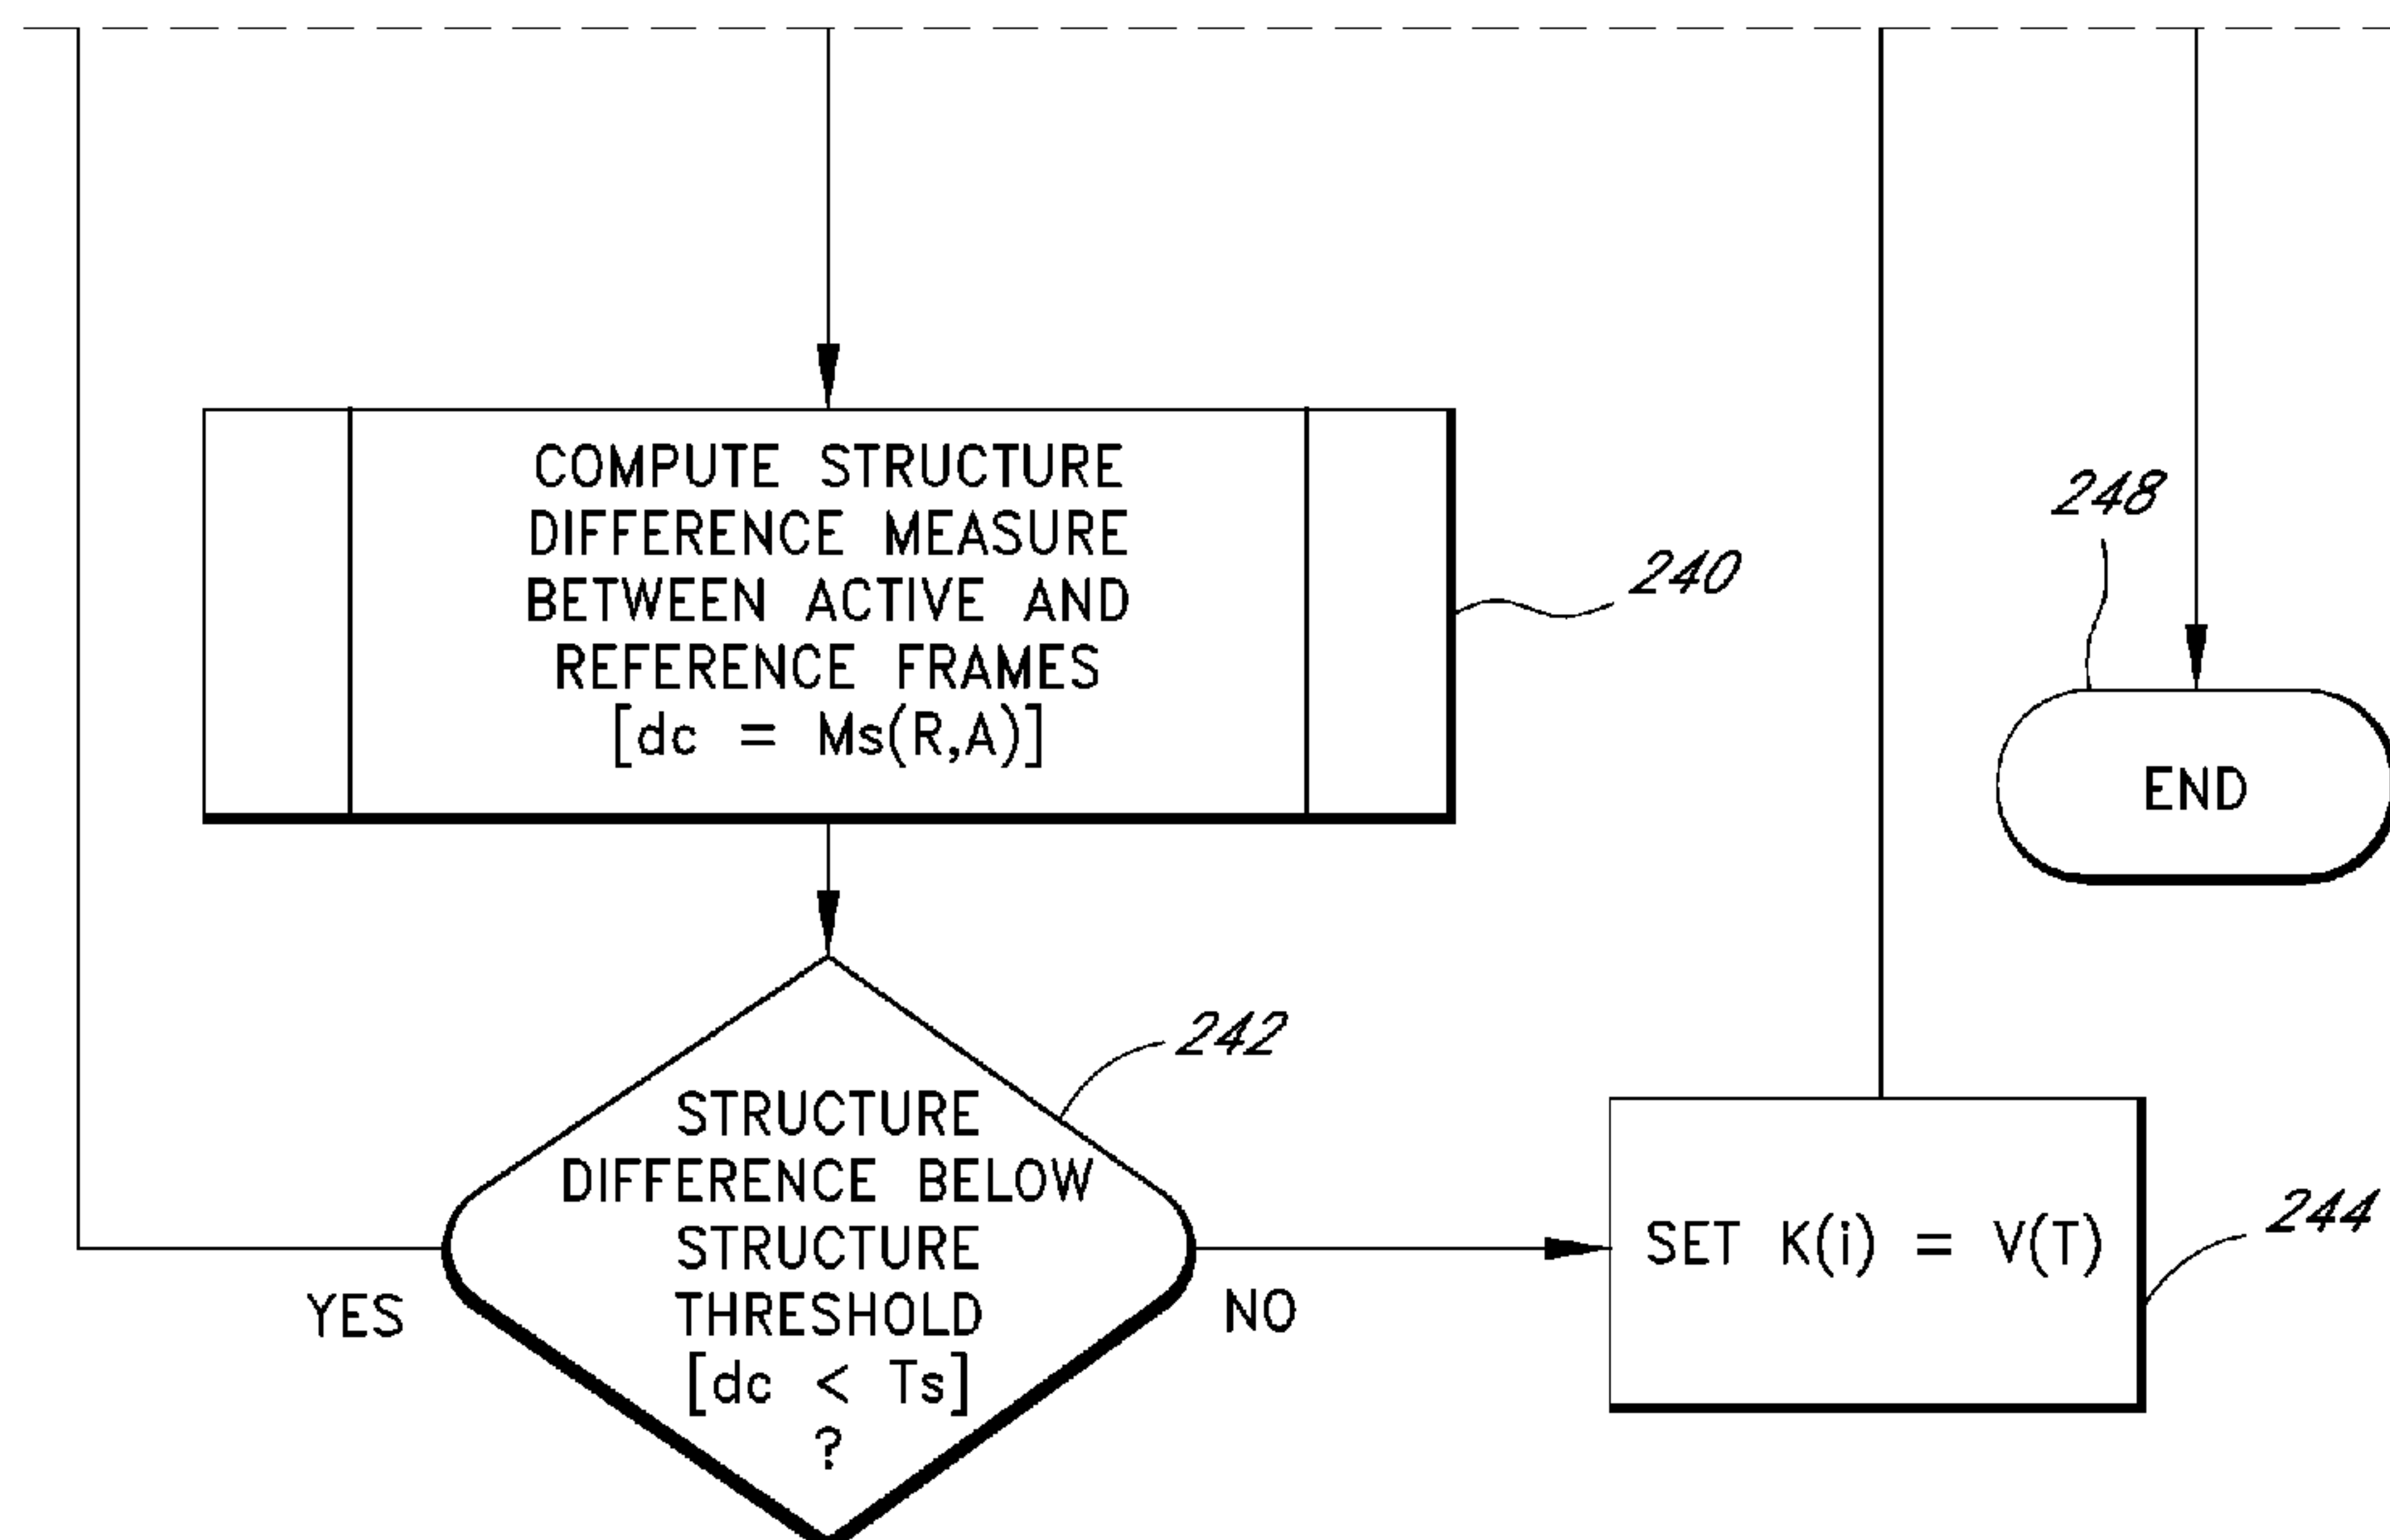 COMPUTE STRUCTURE
DIFFERENCE MEASURE
BETWEEN ACTIVE AND
REFERENCE FRAMES
[dc = Ms(R,A)]
240
248
END
242
STRUCTURE
DIFFERENCE BELOW
STRUCTURE
THRESHOLD
[dc < Ts]
?
YES
NO
SET K(i) = V(T)
244